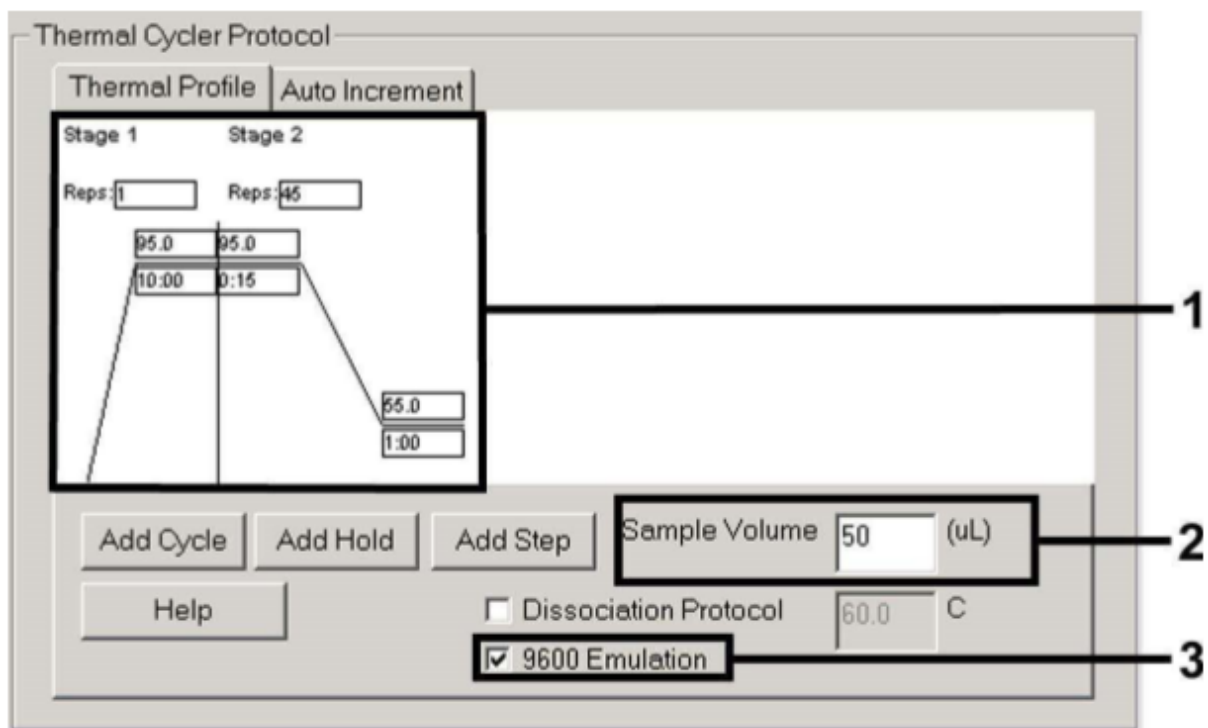 Thermal Cycler Protocol
Thermal Profile Auto Increment
Stage 1 Stage 2
Reps: 1 Reps: 45
95.0 95.0
10:00 0:15
1
55.0
1:00
Add Cycle Add Hold Add Step Sample Volume 50 (uL) 2
Help Dissociation Protocol 60.0 C
9600 Emulation 3